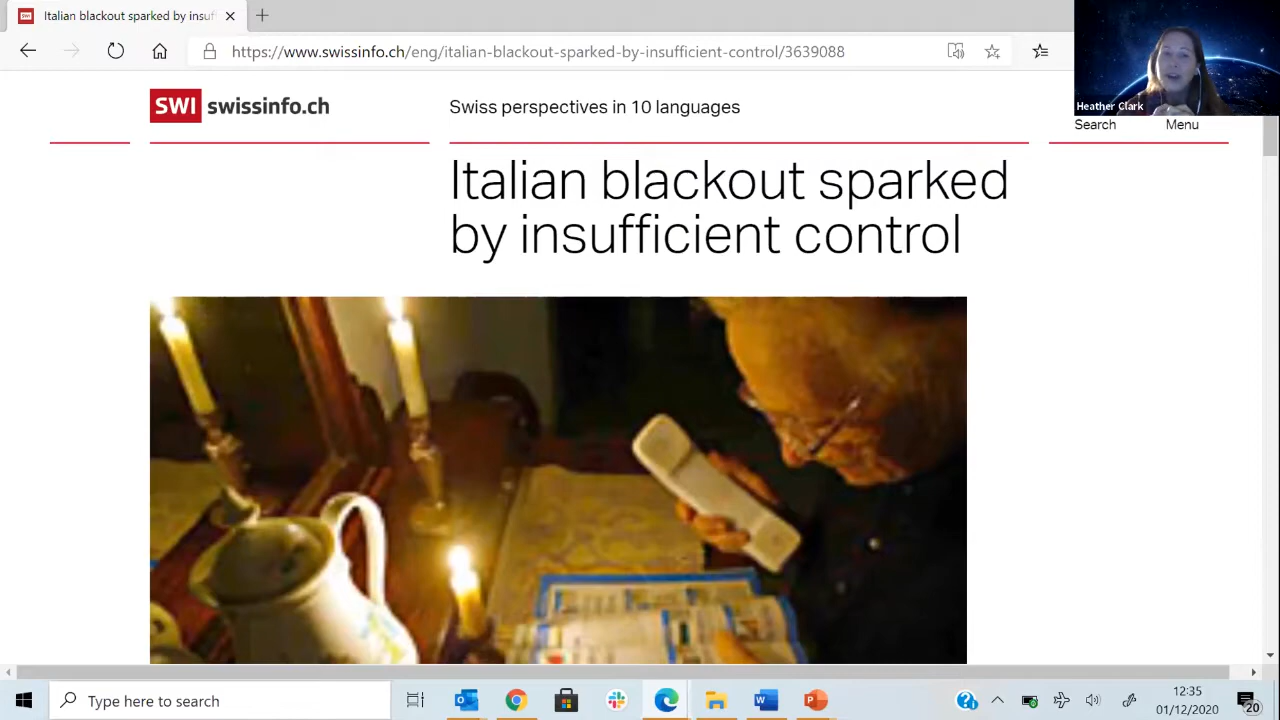 Italian blackout sparked by insuf
https://www.swissinfo.ch/eng/italian-blackout-sparked-by-insufficient-control/3639088
Heather Clark
SWI swissinfo.ch
Swiss perspectives in 10 languages
Search
Menu
Italian blackout sparked
by insufficient control
Type here to search
12:35
01/12/2020
20